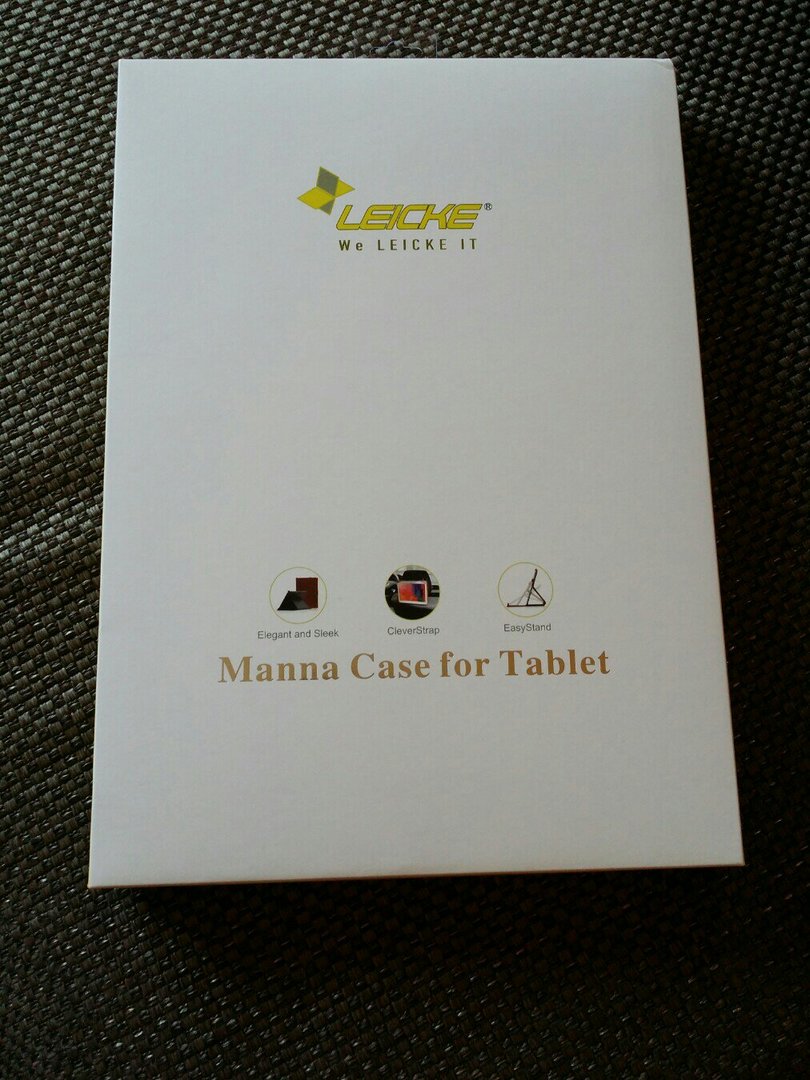 LEICKE®
We LEICKE IT
Elegant and Sleek
CleverStrap
EasyStand
Manna Case for Tablet